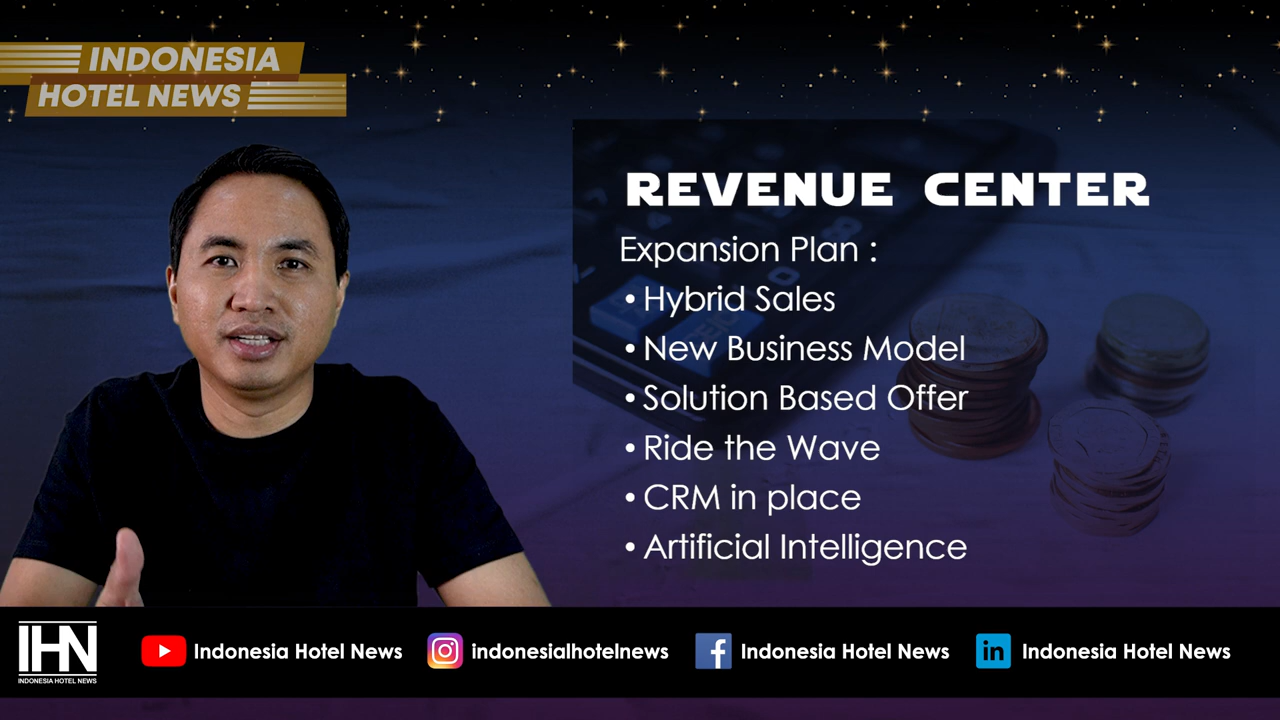 INDONESIA
HOTEL NEWS
REVENUE CENTER
Expansion Plan :
• Hybrid Sales
• New Business Model
• Solution Based Offer
• Ride the Wave
• CRM in place
• Artificial Intelligence
IHN
INDONESIA HOTEL NEWS
Indonesia Hotel News
indonesialhotelnews
Indonesia Hotel News
in
Indonesia Hotel News